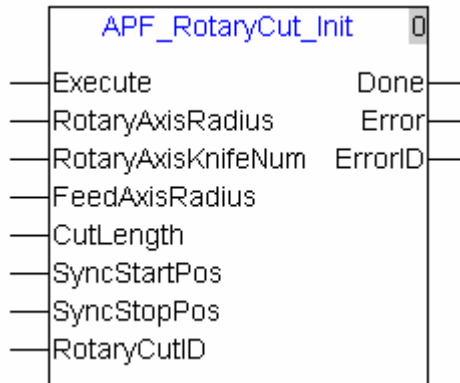 APF_RotaryCut_Init 0
Execute Done
RotaryAxisRadius Error
RotaryAxisKnifeNum ErrorID
FeedAxisRadius
CutLength
SyncStartPos
SyncStopPos
RotaryCutID